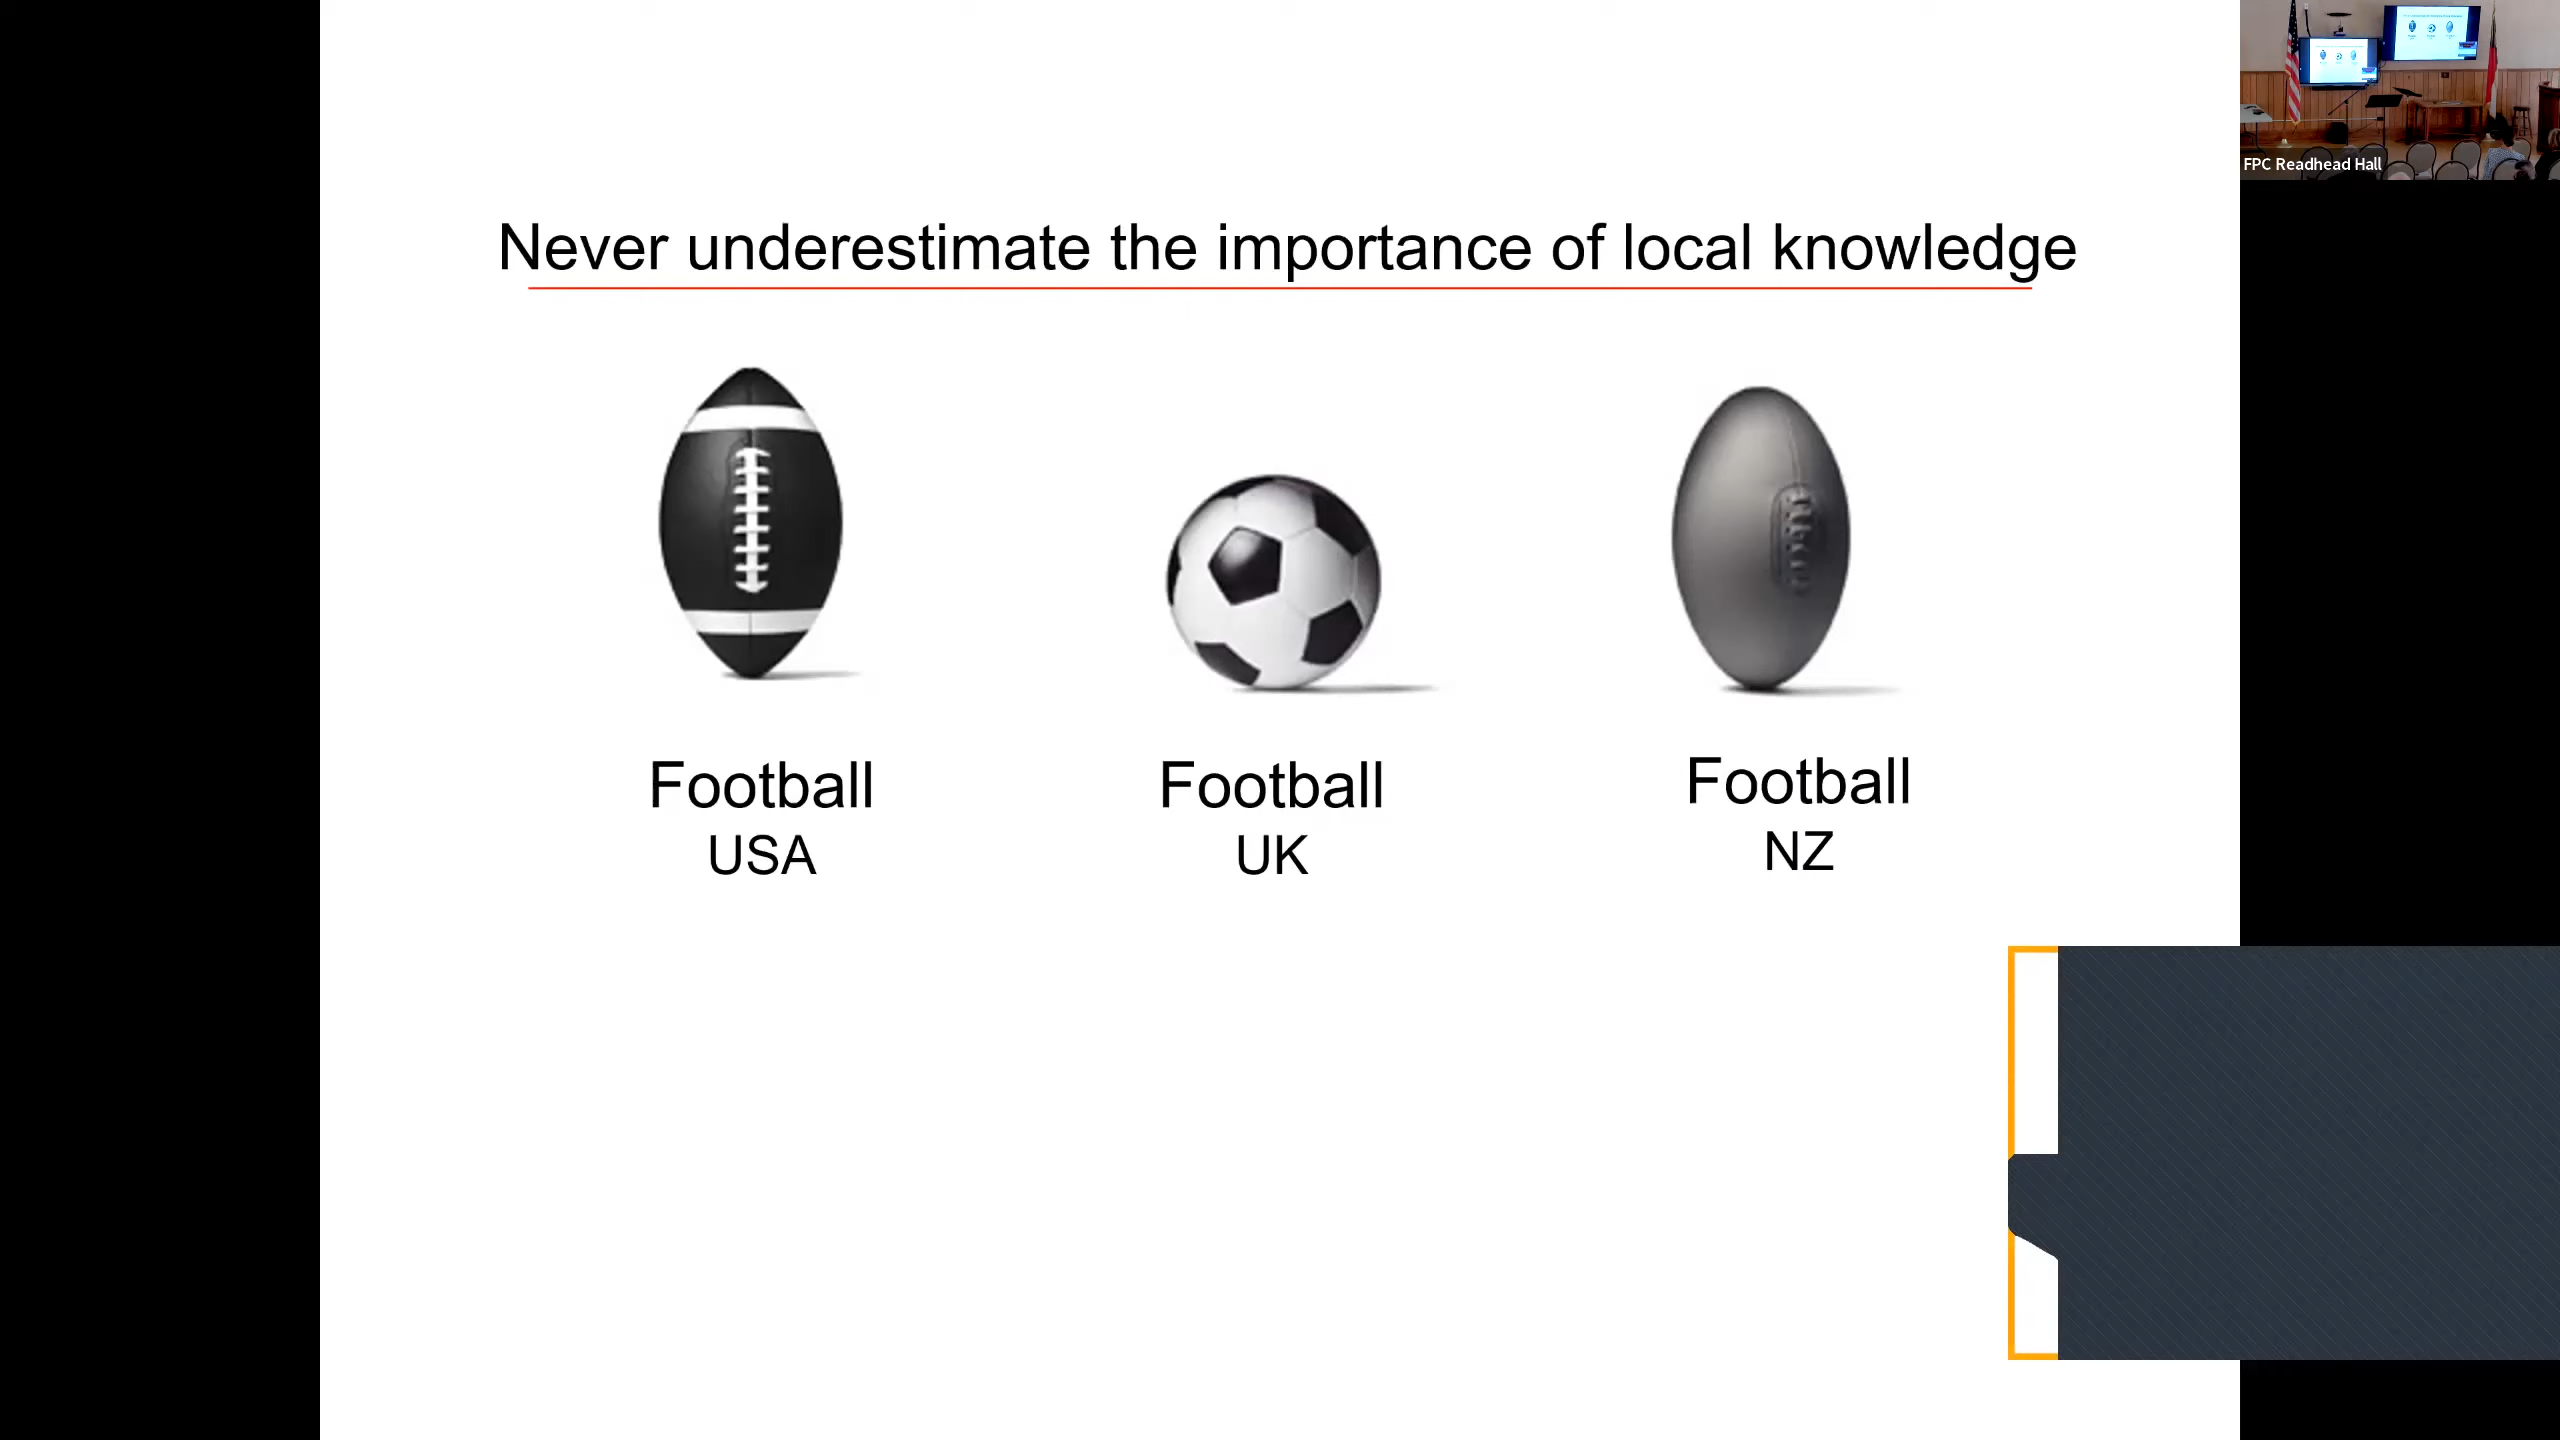 FPC Readhead Hall
Never underestimate the importance of local knowledge
Football
USA
Football
UK
Football
NZ